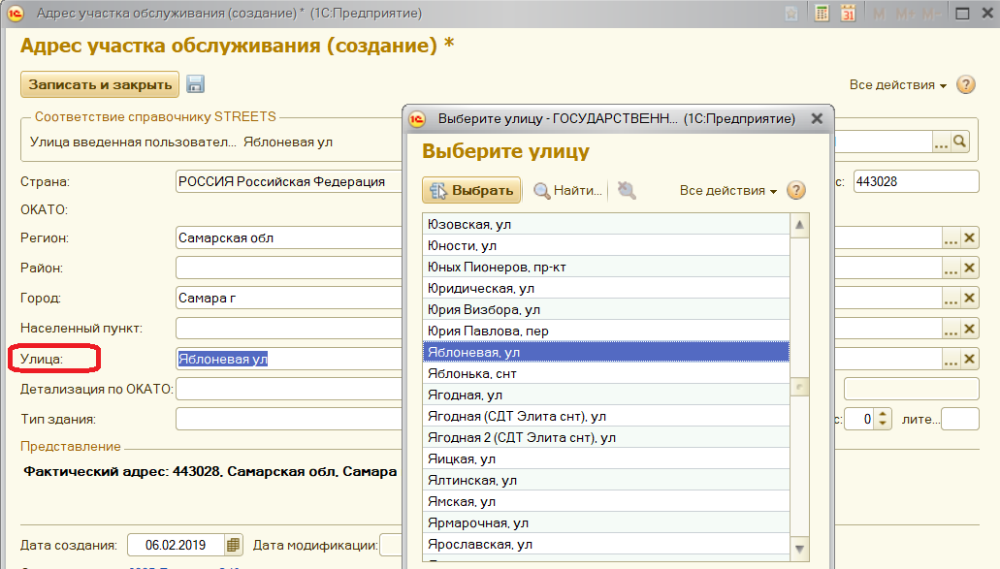 Адрес участка обслуживания (создание) * (1С:Предприятие)
M M+ M-
31
Адрес участка обслуживания (создание) *
Записать и закрыть
Все действия
?
Соответствие справочнику STREETS
Улица введенная пользовател... Яблоневая ул
...
Страна: РОССИЯ Российская Федерация
с: 443028
ОКАТО:
Регион: Самарская обл
... ×
Район:
... ×
Город: Самара г
... ×
Населенный пункт:
... ×
Улица: Яблоневая ул
... ×
Детализация по ОКАТО:
Тип здания:
с: 0 лите...
Представление
Фактический адрес: 443028, Самарская обл, Самара
Дата создания: 06.02.2019 Дата модификации:
Выберите улицу - ГОСУДАРСТВЕНН... (1С:Предприятие)
Выберите улицу
Выбрать Найти... Все действия ?
Юзовская, ул
Юности, ул
Юных Пионеров, пр-кт
Юридическая, ул
Юрия Визбора, ул
Юрия Павлова, пер
Яблоневая, ул
Яблонька, снт
Ягодная, ул
Ягодная (СДТ Элита снт), ул
Ягодная 2 (СДТ Элита снт), ул
Яицкая, ул
Ялтинская, ул
Ямская, ул
Ярмарочная, ул
Ярославская, ул